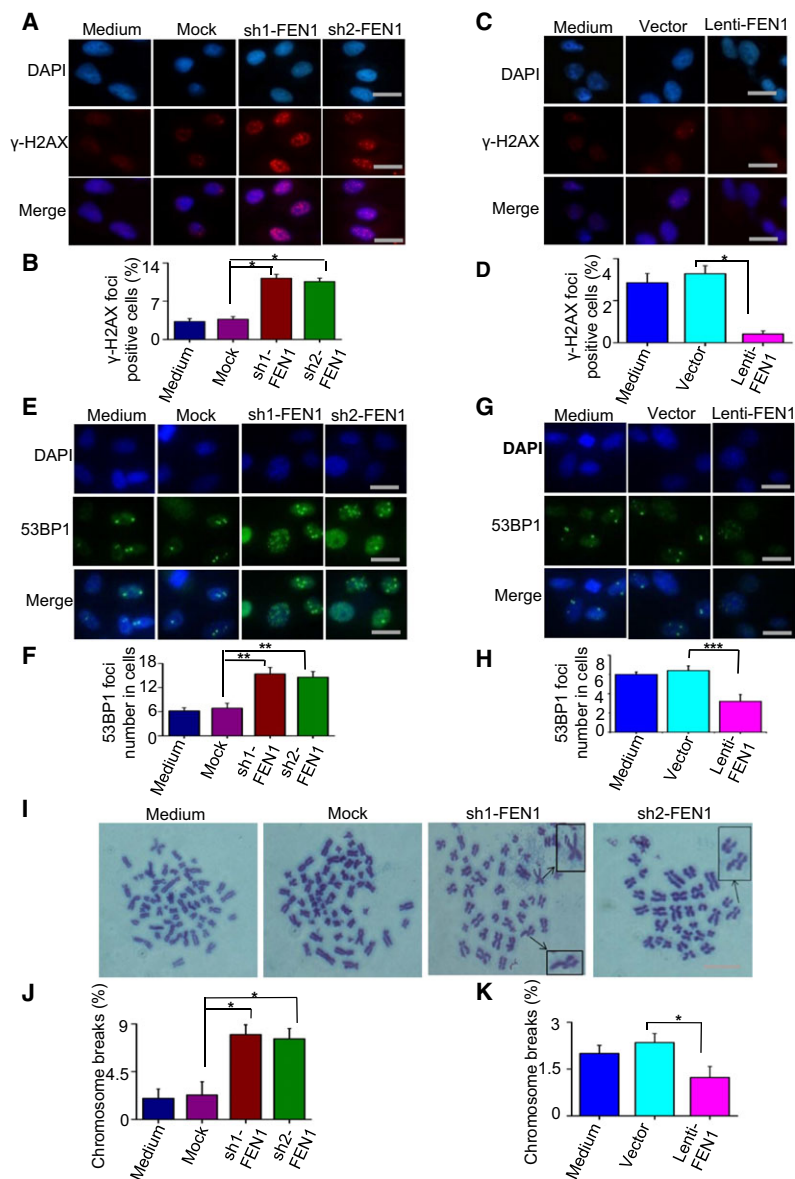 A
Medium Mock sh1-FEN1 sh2-FEN1
DAPI
γ-H2AX
Merge
B
γ-H2AX foci
positive cells (%)
14
7
0
* *
Medium
Mock
sh1-
FEN1
sh2-
FEN1
C
Medium Vector Lenti-FEN1
DAPI
γ-H2AX
Merge
D
γ-H2AX foci
positive cells (%)
4
2
0
*
Medium
Vector
Lenti-
FEN1
E
Medium Mock sh1-FEN1 sh2-FEN1
DAPI
53BP1
Merge
F
53BP1 foci
number in cells
18
12
6
0
** **
Medium
Mock
sh1-
FEN1
sh2-
FEN1
G
Medium Vector Lenti-FEN1
DAPI
53BP1
Merge
H
53BP1 foci
number in cells
8
6
4
2
0
***
Medium
Vector
Lenti-
FEN1
I
Medium Mock sh1-FEN1 sh2-FEN1
J
Chromosome breaks (%)
9
4.5
0
* *
Medium
Mock
sh1-
FEN1
sh2-
FEN1
K
Chromosome breaks (%)
3
1.5
0
*
Medium
Vector
Lenti-
FEN1